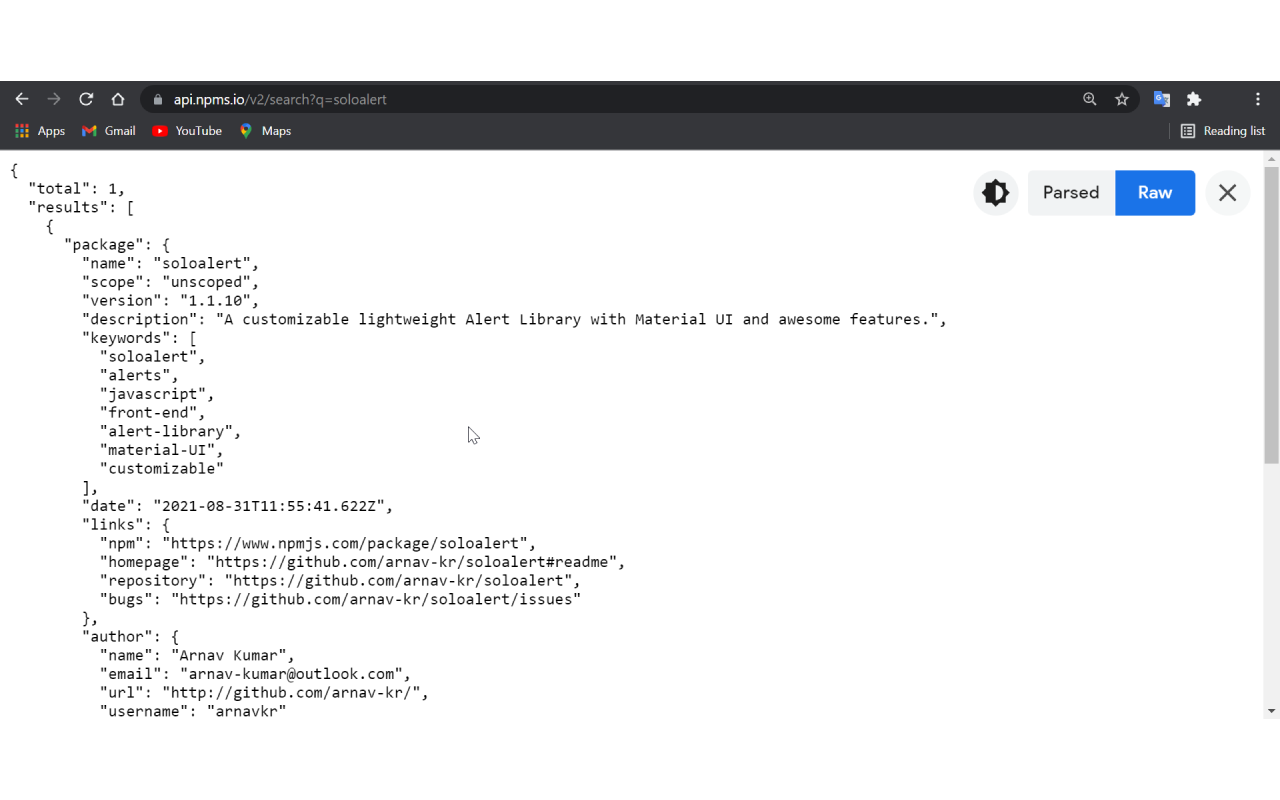 api.npms.io/v2/search?q=soloalert
Apps Gmail YouTube Maps Reading list
Parsed Raw
{
"total": 1,
"results": [
{
"package": {
"name": "soloalert",
"scope": "unscoped",
"version": "1.1.10",
"description": "A customizable lightweight Alert Library with Material UI and awesome features.",
"keywords": [
"soloalert",
"alerts",
"javascript",
"front-end",
"alert-library",
"material-UI",
"customizable"
],
"date": "2021-08-31T11:55:41.622Z",
"links": {
"npm": "https://www.npmjs.com/package/soloalert",
"homepage": "https://github.com/arnav-kr/soloalert#readme",
"repository": "https://github.com/arnav-kr/soloalert",
"bugs": "https://github.com/arnav-kr/soloalert/issues"
},
"author": {
"name": "Arnav Kumar",
"email": "arnav-kumar@outlook.com",
"url": "http://github.com/arnav-kr/",
"username": "arnavkr"